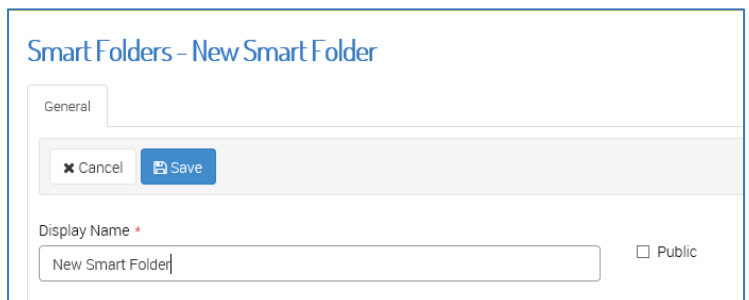 Smart Folders - New Smart Folder
General
Cancel Save
Display Name *
New Smart Folder
Public